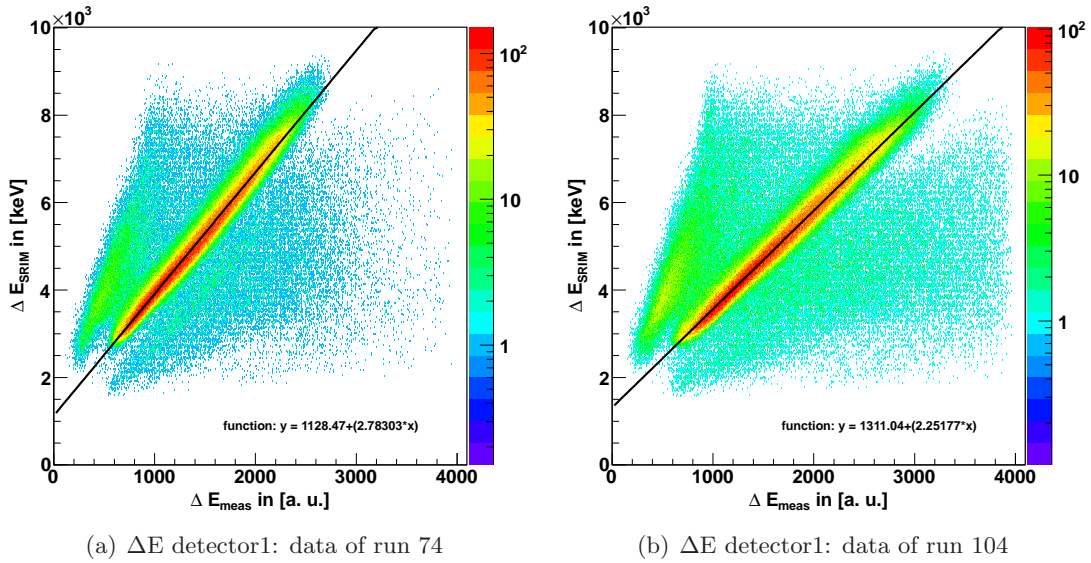 ×10³
10
8
6
4
2
0
Δ E_SRIM in [keV]
0 1000 2000 3000 4000
Δ E_meas in [a. u.]
function: y = 1128.47+(2.78303*x)
10²
10
1
(a) ΔE detector1: data of run 74
×10³
10
8
6
4
2
0
Δ E_SRIM in [keV]
0 1000 2000 3000 4000
Δ E_meas in [a. u.]
function: y = 1311.04+(2.25177*x)
10²
10
1
(b) ΔE detector1: data of run 104